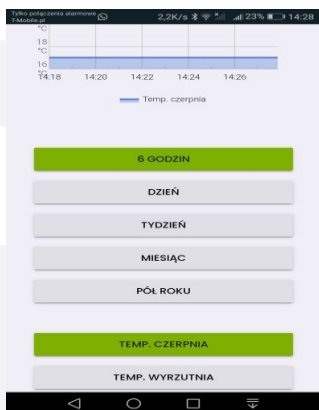 Tylko połączenia alarmowe
T-Mobile.pl
2,2K/s 23% 14:28
°C
18
°C
16
°C
14:18 14:20 14:22 14:24 14:26
Temp. czerpnia
6 GODZIN
DZIEŃ
TYDZIEŃ
MIESIĄC
PÓŁ ROKU
TEMP. CZERPNIA
TEMP. WYRZUTNIA